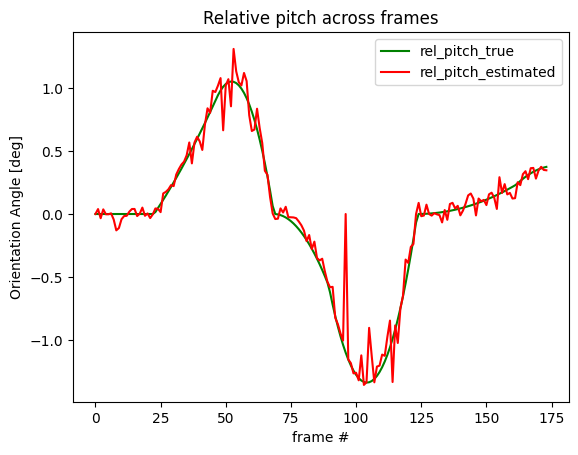 Relative pitch across frames
rel_pitch_true
rel_pitch_estimated
Orientation Angle [deg]
1.0
0.5
0.0
−0.5
−1.0
0 25 50 75 100 125 150 175
frame #